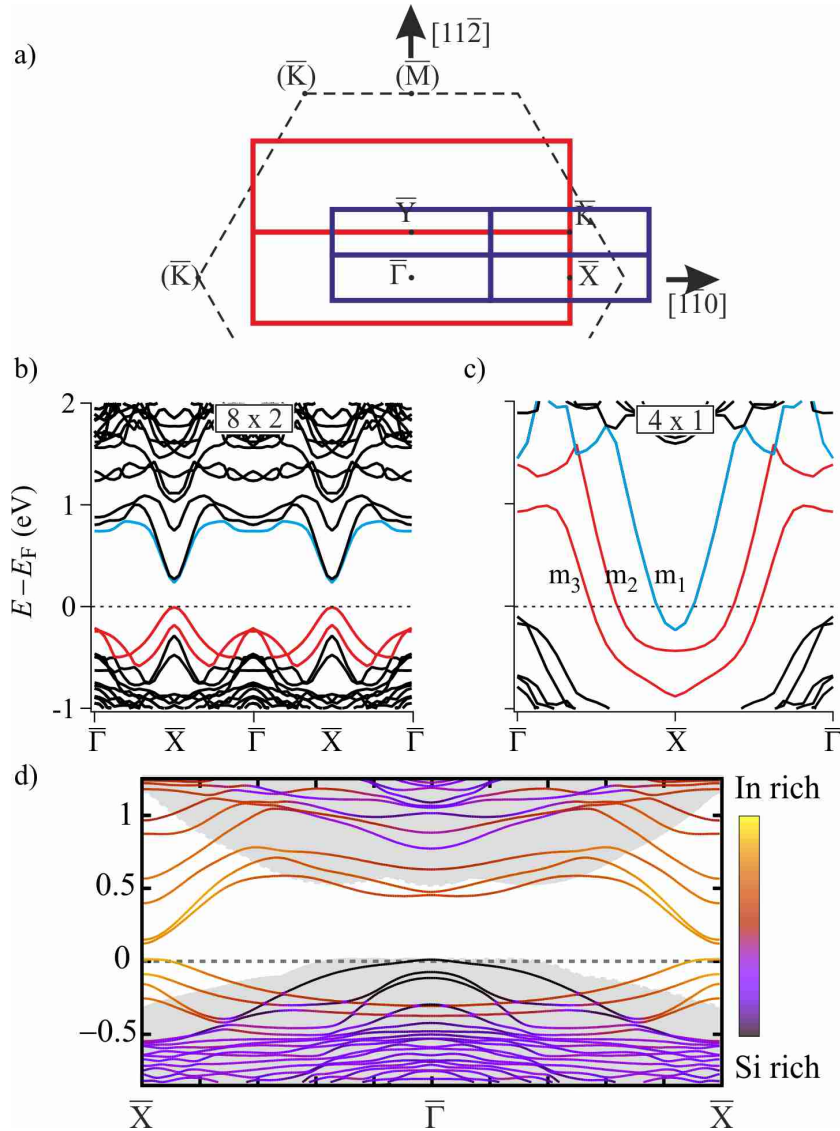 a)
[112̅]
(K̅)
(M̅)
Y̅
K̅
(K̅)
Γ̅
X̅
[11̅0]
b)
c)
2
8 x 2
4 x 1
1
E−E_F (eV)
m₃
m₂
m₁
0
-1
Γ̅
X̅
Γ̅
X̅
Γ̅
Γ̅
X̅
Γ̅
d)
In rich
1
0.5
0
−0.5
Si rich
X̅
Γ̅
X̅